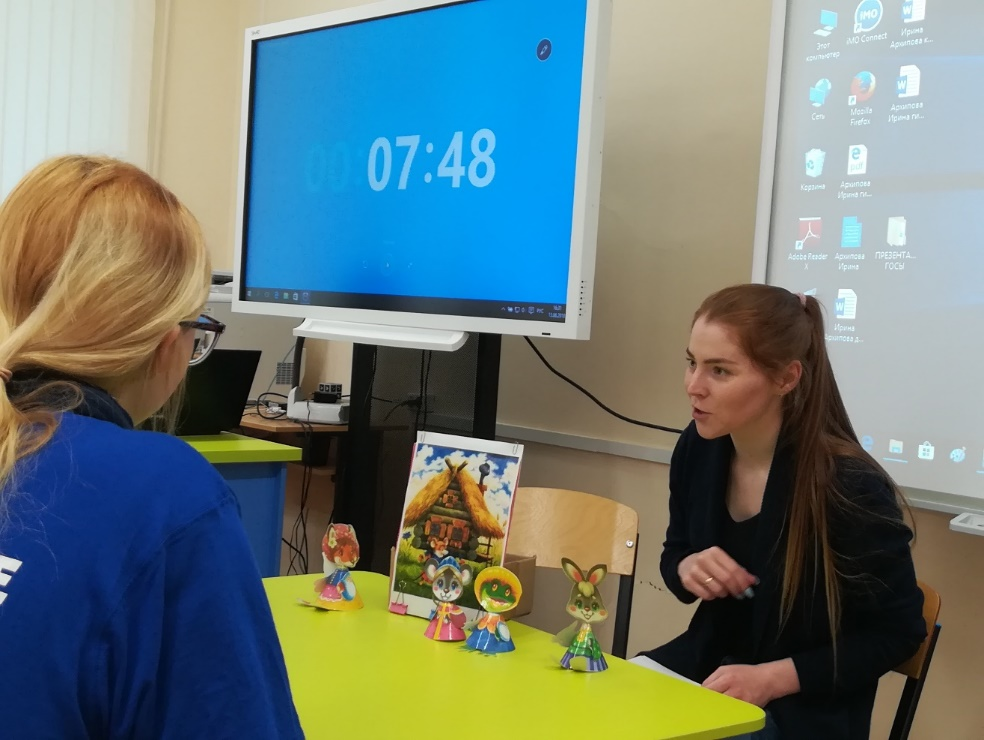 00:07:48
Этот
компьютер
iMO Connect
Ирина
Архипова к...
Сеть
Mozilla
Firefox
Архипова
Ирина ги...
Корзина
Архипова
Ирина ги...
Adobe Reader
X
Архипова
Ирина
ПРЕЗЕНТА...
ГОСЫ
Ирина
Архипова д...